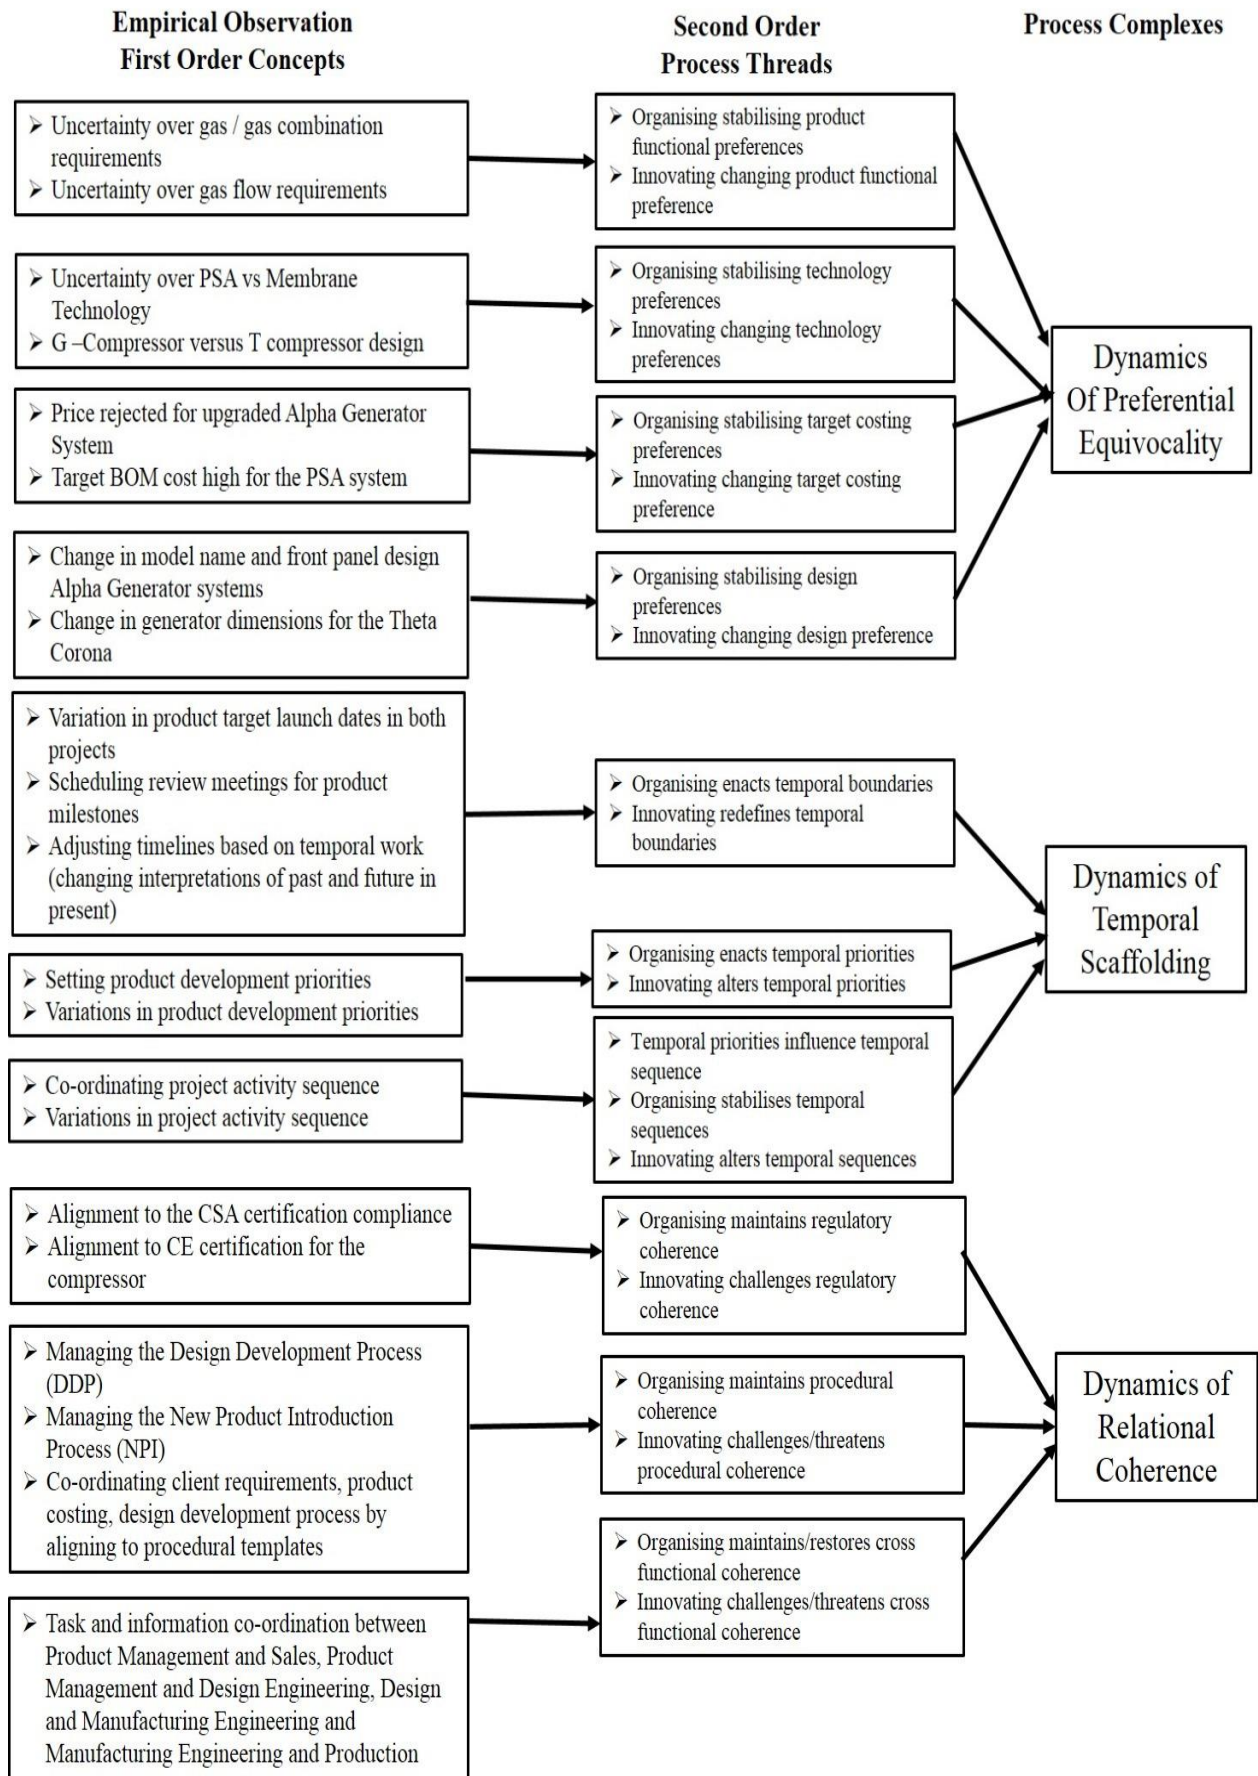 Empirical Observation
First Order Concepts
Second Order
Process Threads
Process Complexes
➢ Uncertainty over gas / gas combination
requirements
➢ Uncertainty over gas flow requirements
➢ Organising stabilising product
functional preferences
➢ Innovating changing product functional
preference
➢ Uncertainty over PSA vs Membrane
Technology
➢ G –Compressor versus T compressor design
➢ Organising stabilising technology
preferences
➢ Innovating changing technology
preferences
➢ Price rejected for upgraded Alpha Generator
System
➢ Target BOM cost high for the PSA system
➢ Organising stabilising target costing
preferences
➢ Innovating changing target costing
preference
➢ Change in model name and front panel design
Alpha Generator systems
➢ Change in generator dimensions for the Theta
Corona
➢ Organising stabilising design
preferences
➢ Innovating changing design preference
Dynamics
Of Preferential
Equivocality
➢ Variation in product target launch dates in both
projects
➢ Scheduling review meetings for product
milestones
➢ Adjusting timelines based on temporal work
(changing interpretations of past and future in
present)
➢ Organising enacts temporal boundaries
➢ Innovating redefines temporal
boundaries
➢ Setting product development priorities
➢ Variations in product development priorities
➢ Organising enacts temporal priorities
➢ Innovating alters temporal priorities
➢ Co-ordinating project activity sequence
➢ Variations in project activity sequence
➢ Temporal priorities influence temporal
sequence
➢ Organising stabilises temporal
sequences
➢ Innovating alters temporal sequences
Dynamics of
Temporal
Scaffolding
➢ Alignment to the CSA certification compliance
➢ Alignment to CE certification for the
compressor
➢ Organising maintains regulatory
coherence
➢ Innovating challenges regulatory
coherence
➢ Managing the Design Development Process
(DDP)
➢ Managing the New Product Introduction
Process (NPI)
➢ Co-ordinating client requirements, product
costing, design development process by
aligning to procedural templates
➢ Organising maintains procedural
coherence
➢ Innovating challenges/threatens
procedural coherence
➢ Task and information co-ordination between
Product Management and Sales, Product
Management and Design Engineering, Design
and Manufacturing Engineering and
Manufacturing Engineering and Production
➢ Organising maintains/restores cross
functional coherence
➢ Innovating challenges/threatens cross
functional coherence
Dynamics of
Relational
Coherence